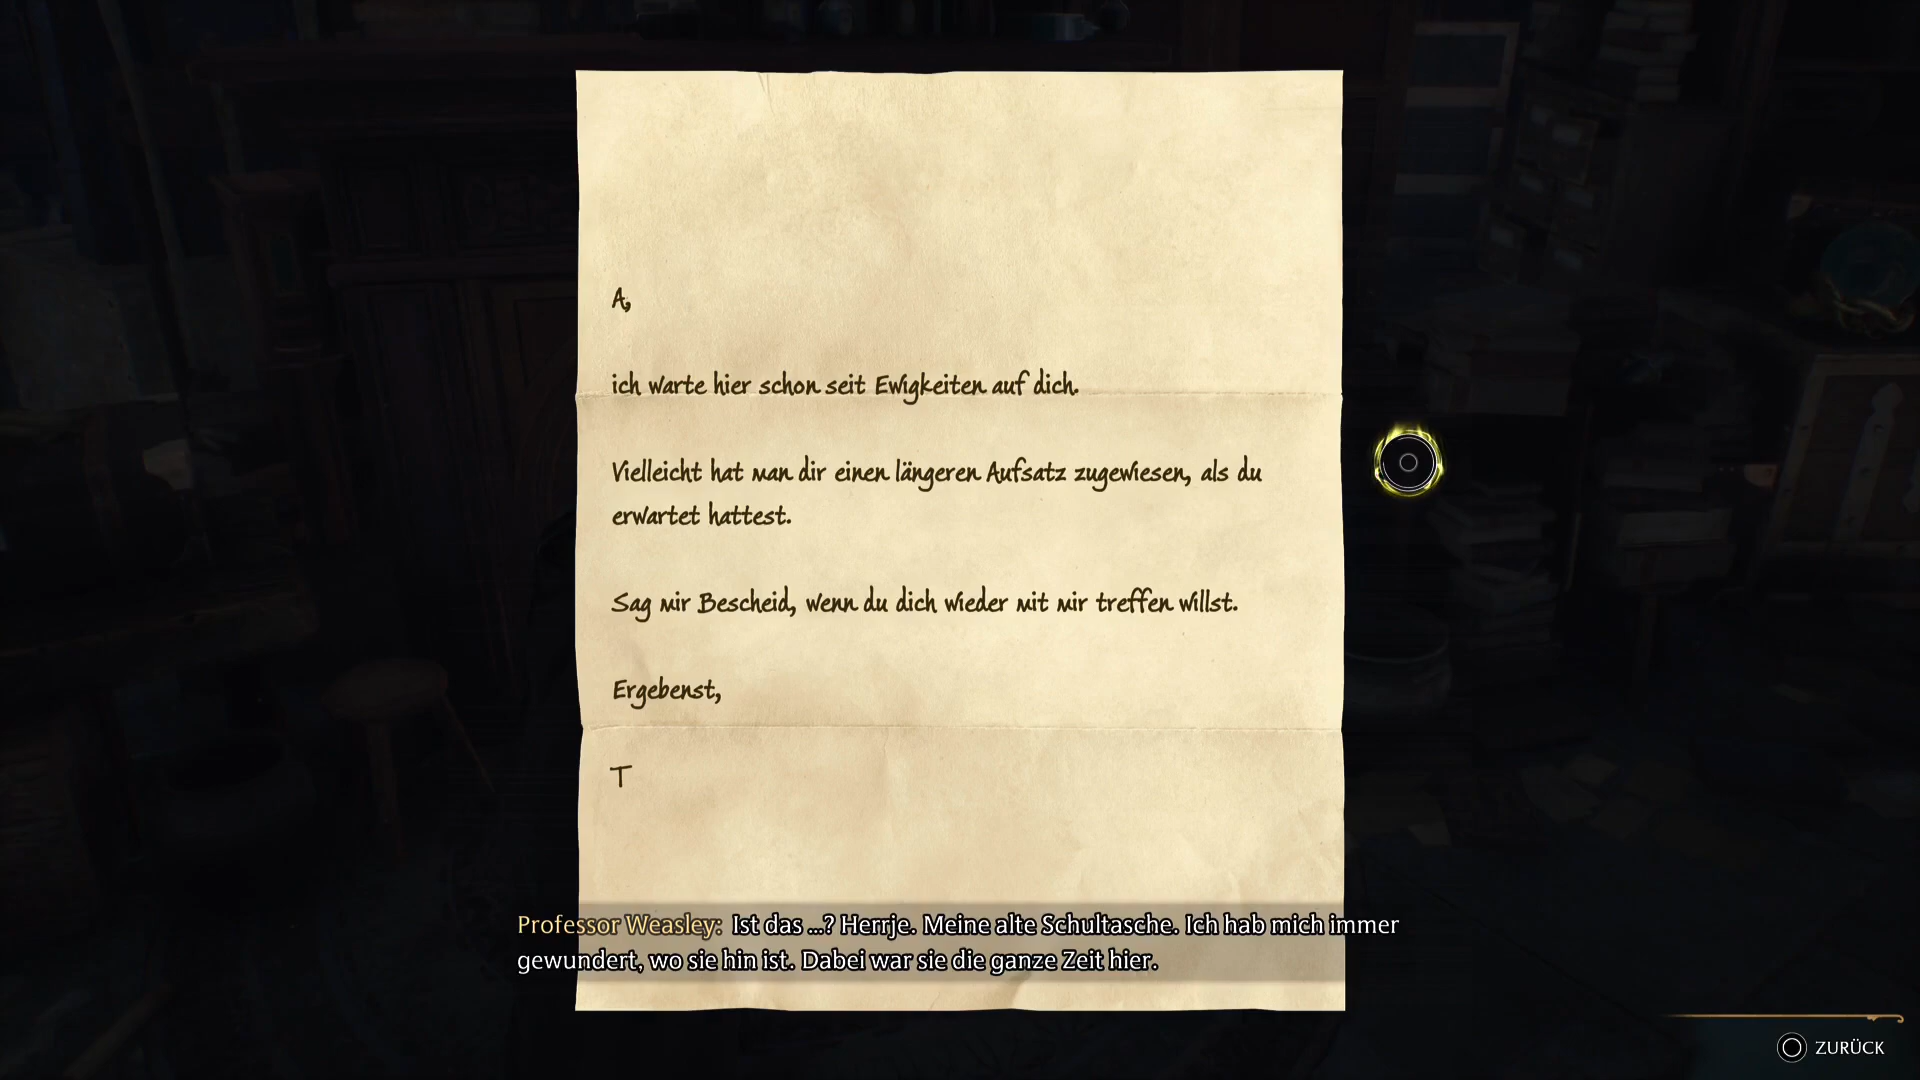 A,
ich warte hier schon seit Ewigkeiten auf dich.
Vielleicht hat man dir einen längeren Aufsatz zugewiesen, als du
erwartet hattest.
Sag mir Bescheid, wenn du dich wieder mit mir treffen willst.
Ergebenst,
T
Professor Weasley: Ist das ...? Herrje. Meine alte Schultasche. Ich hab mich immer
gewundert, wo sie hin ist. Dabei war sie die ganze Zeit hier.
ZURÜCK